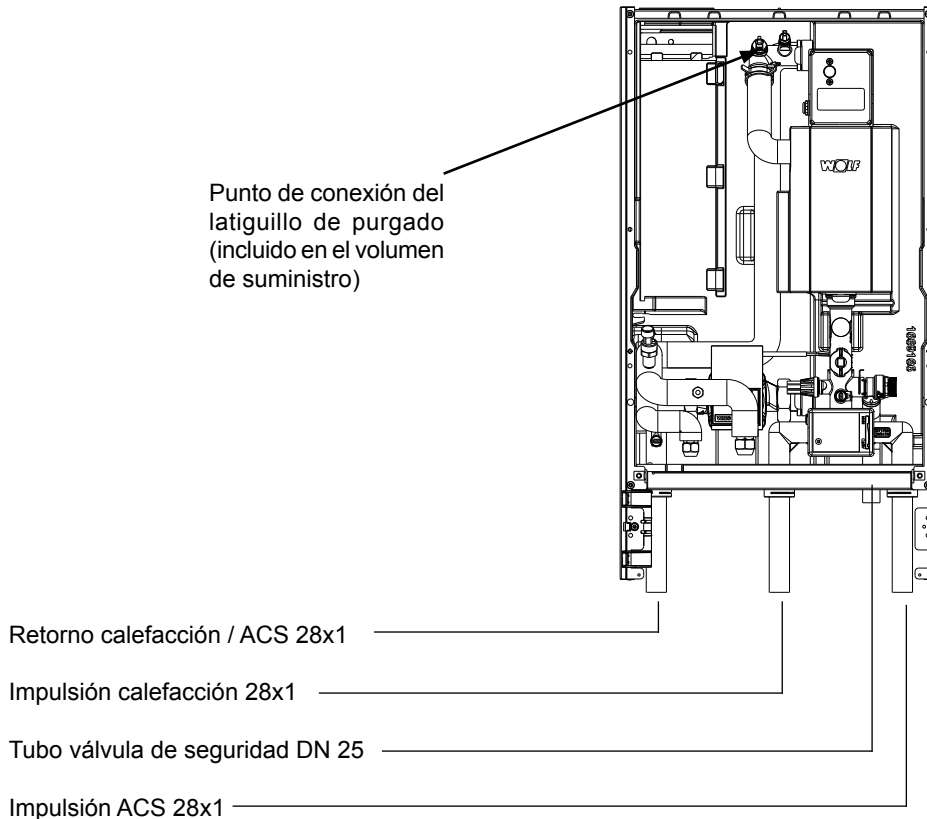 WOLF
Punto de conexión del
latiguillo de purgado
(incluido en el volumen
de suministro)
Retorno calefacción / ACS 28x1
Impulsión calefacción 28x1
Tubo válvula de seguridad DN 25
Impulsión ACS 28x1